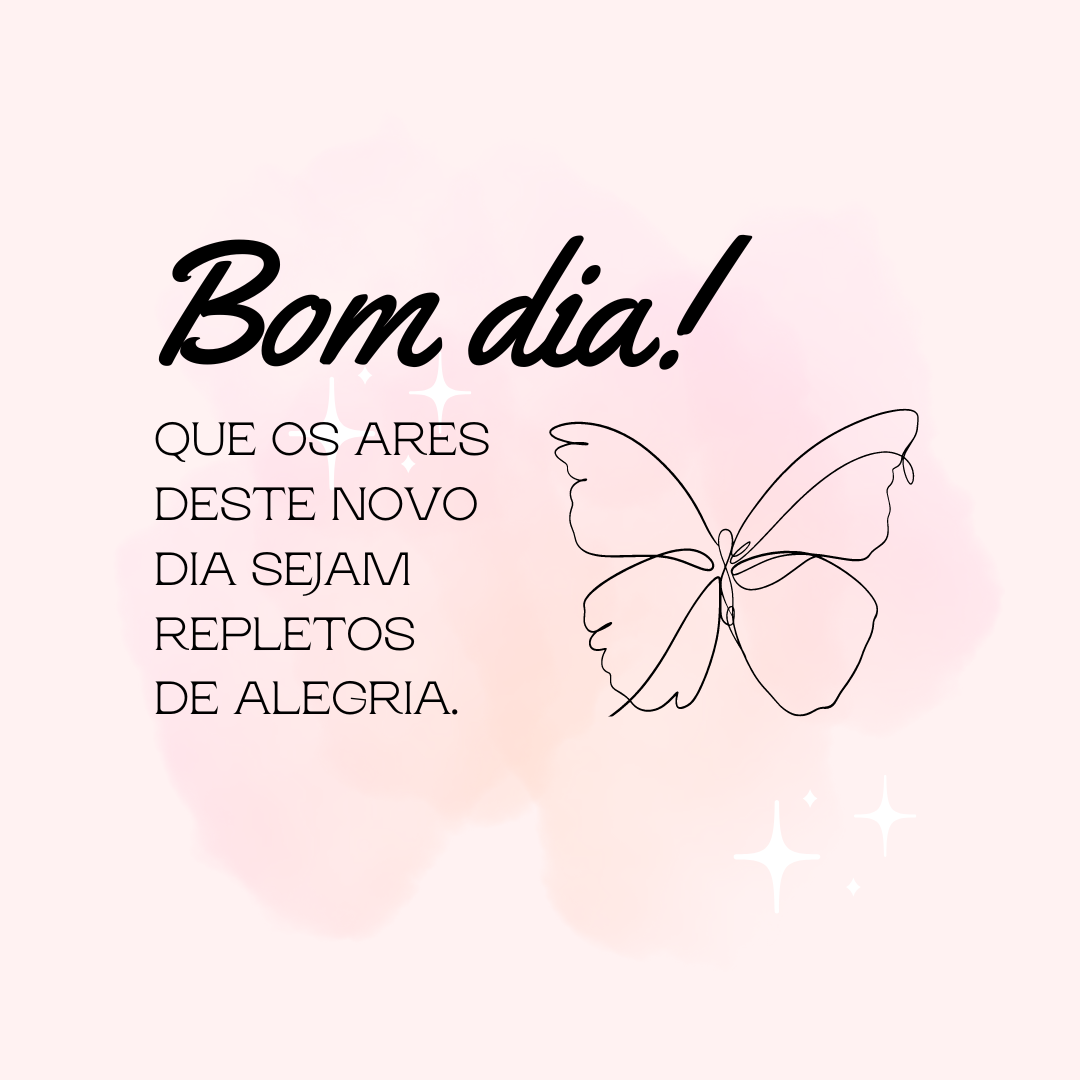 Bom dia!
QUE OS ARES
DESTE NOVO
DIA SEJAM
REPLETOS
DE ALEGRIA.